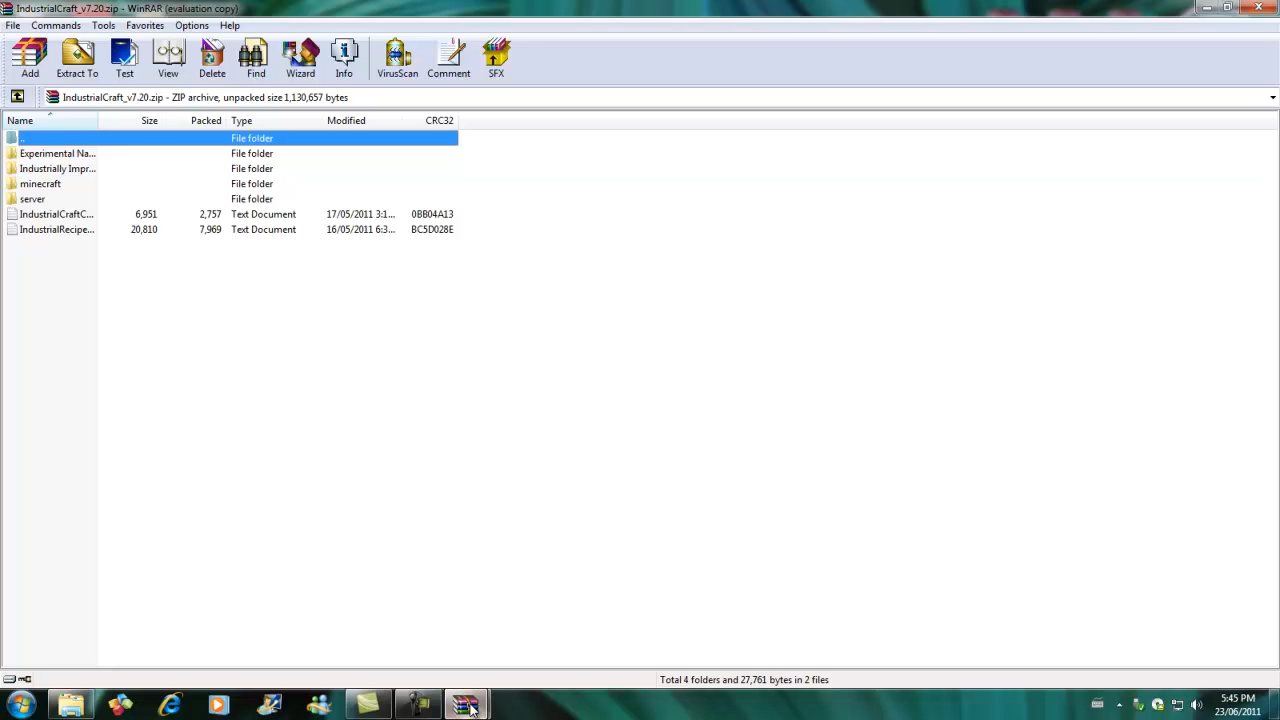 IndustrialCraft_v7.20.zip - WinRAR (evaluation copy)
File Commands Tools Favorites Options Help
Add Extract To Test View Delete Find Wizard Info VirusScan Comment SFX
IndustrialCraft_v7.20.zip - ZIP archive, unpacked size 1,130,657 bytes
Name Size Packed Type Modified CRC32
.. File folder
Experimental Na... File folder
Industrially Impr... File folder
minecraft File folder
server File folder
IndustrialCraftC... 6,951 2,757 Text Document 17/05/2011 3:1... 0BB04A13
IndustrialRecipe... 20,810 7,969 Text Document 16/05/2011 6:3... BC5D028E
Total 4 folders and 27,761 bytes in 2 files
5:45 PM
23/06/2011